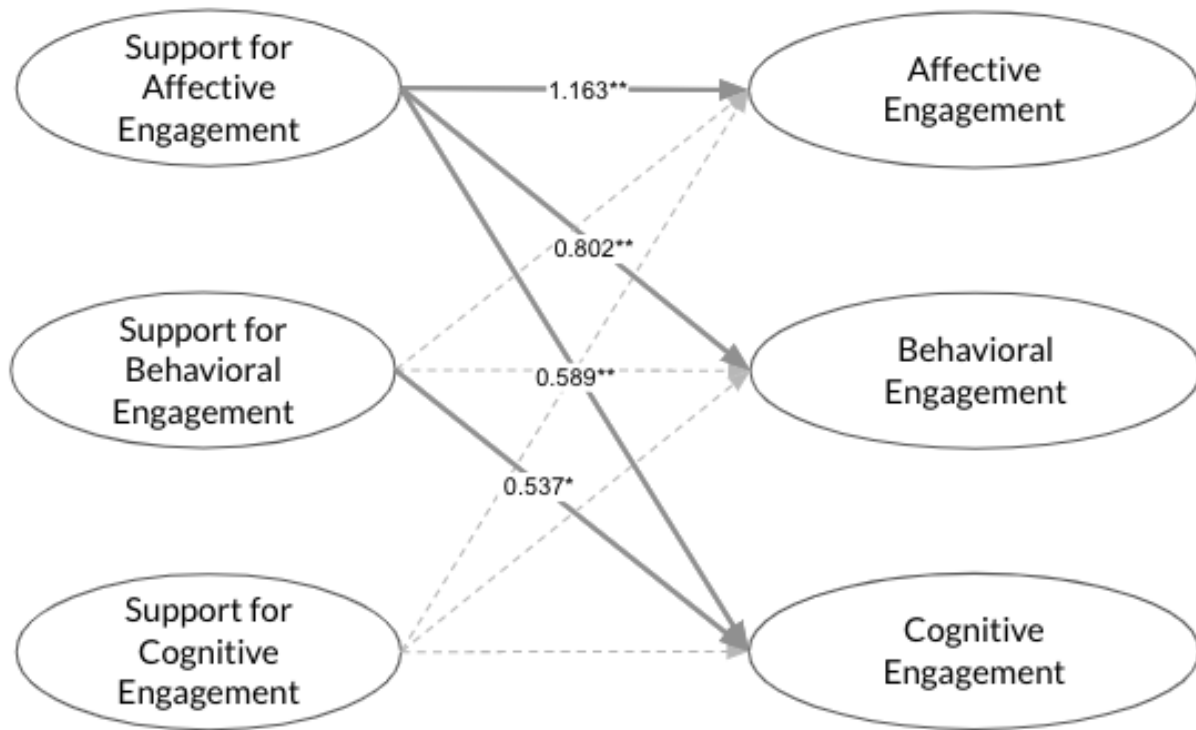 Support for
Affective
Engagement
1.163**
Affective
Engagement
0.802**
Support for
Behavioral
Engagement
0.589**
Behavioral
Engagement
0.537*
Support for
Cognitive
Engagement
Cognitive
Engagement